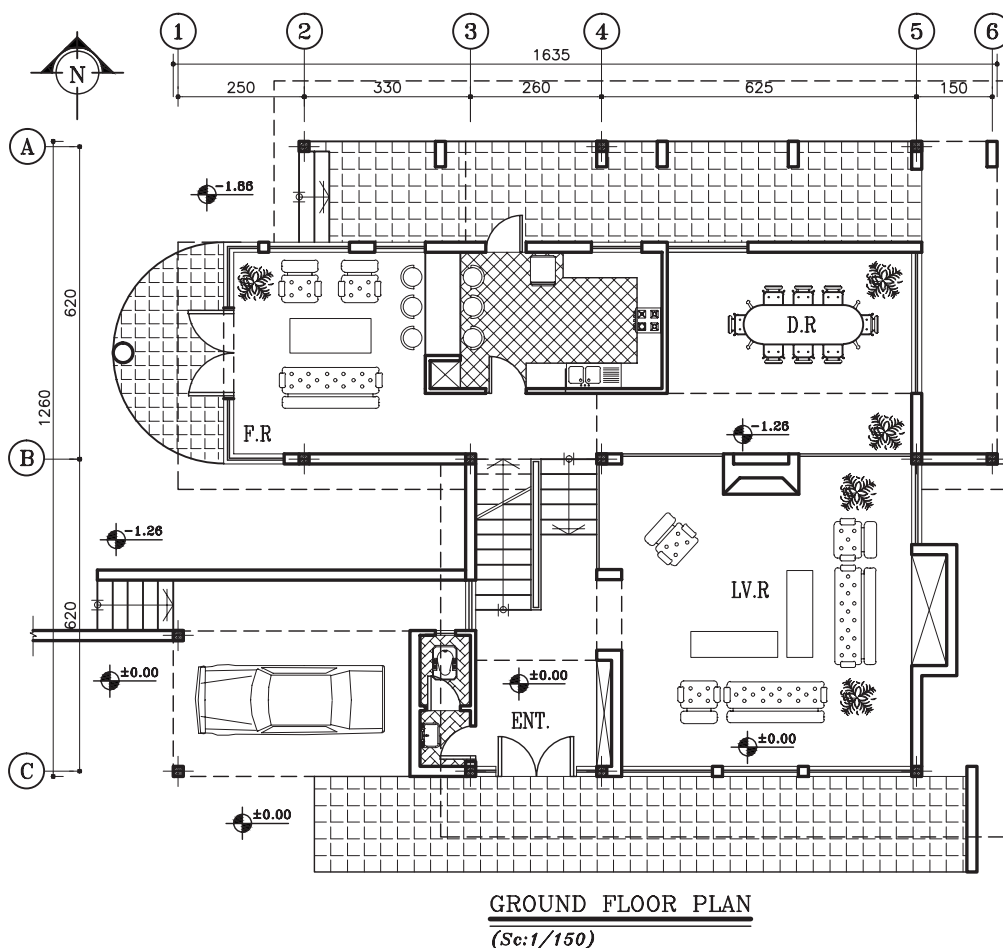 1 2 3 4 5 6
N
1635
250 330 260 625 150
A
-1.86
620
D.R
1260
F.R
-1.26
B
-1.26
620
LV.R
±0.00
±0.00
ENT.
±0.00
C
±0.00
GROUND FLOOR PLAN
(Sc:1/150)